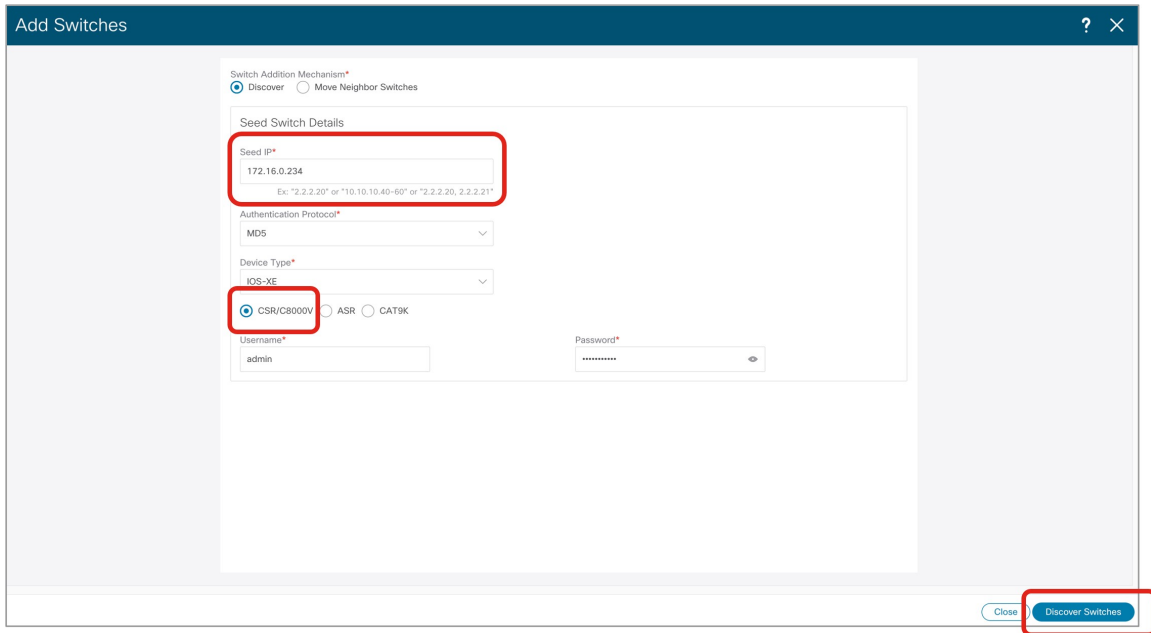 Add Switches
?
Switch Addition Mechanism*
Discover Move Neighbor Switches
Seed Switch Details
Seed IP*
172.16.0.234
Ex: "2.2.2.20" or "10.10.10.40-60" or "2.2.2.20, 2.2.2.21"
Authentication Protocol*
MD5
Device Type*
IOS-XE
CSR/C8000V ASR CAT9K
Username* Password*
admin •••••••••••
Close Discover Switches